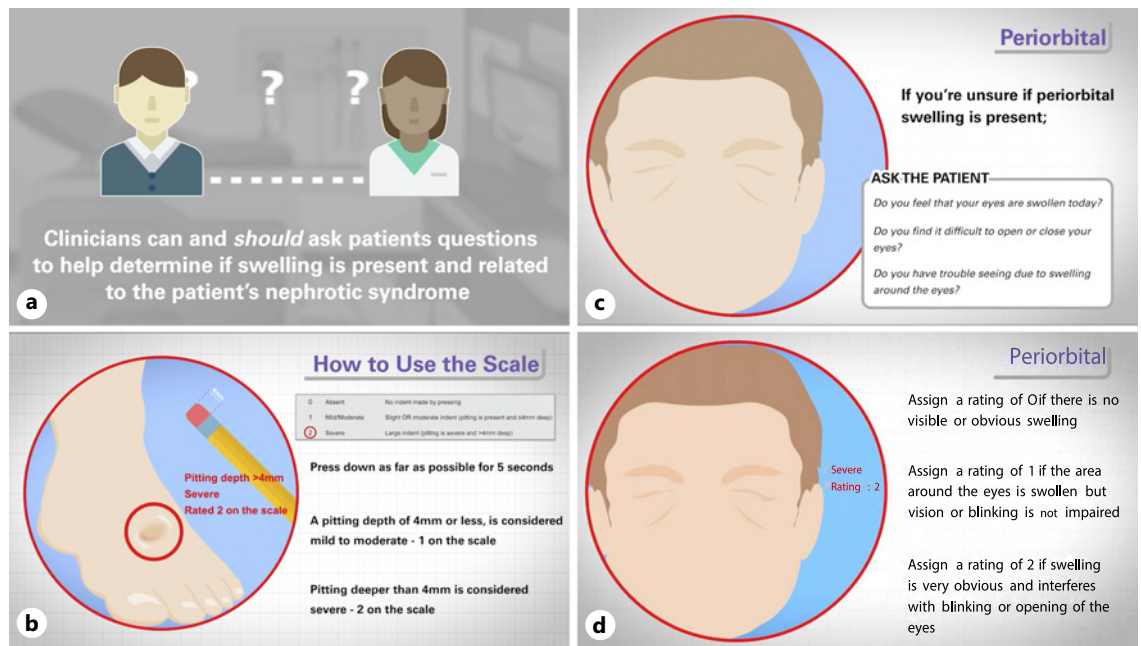 ? ? ?
Clinicians can and should ask patients questions
to help determine if swelling is present and related
to the patient's nephrotic syndrome
a
How to Use the Scale
0 Absent No indent made by pressing
1 Mild/Moderate Slight OR moderate indent (pitting is present and ≤4mm deep)
2 Severe Large indent (pitting is severe and >4mm deep)
Press down as far as possible for 5 seconds
Pitting depth >4mm
Severe
Rated 2 on the scale
A pitting depth of 4mm or less, is considered
mild to moderate - 1 on the scale
Pitting deeper than 4mm is considered
severe - 2 on the scale
b
Periorbital
If you're unsure if periorbital
swelling is present;
ASK THE PATIENT
Do you feel that your eyes are swollen today?
Do you find it difficult to open or close your
eyes?
Do you have trouble seeing due to swelling
around the eyes?
c
Periorbital
Assign a rating of 0if there is no
visible or obvious swelling
Severe
Rating : 2
Assign a rating of 1 if the area
around the eyes is swollen but
vision or blinking is not impaired
Assign a rating of 2 if swelling
is very obvious and interferes
with blinking or opening of the
eyes
d